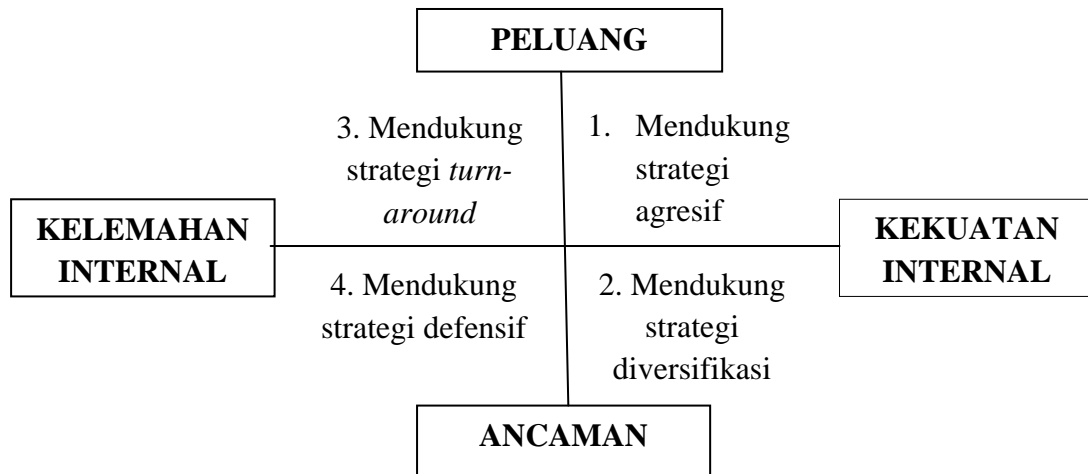 PELUANG
3. Mendukung
strategi turn-
around
1. Mendukung
strategi
agresif
KELEMAHAN
INTERNAL
KEKUATAN
INTERNAL
4. Mendukung
strategi defensif
2. Mendukung
strategi
diversifikasi
ANCAMAN